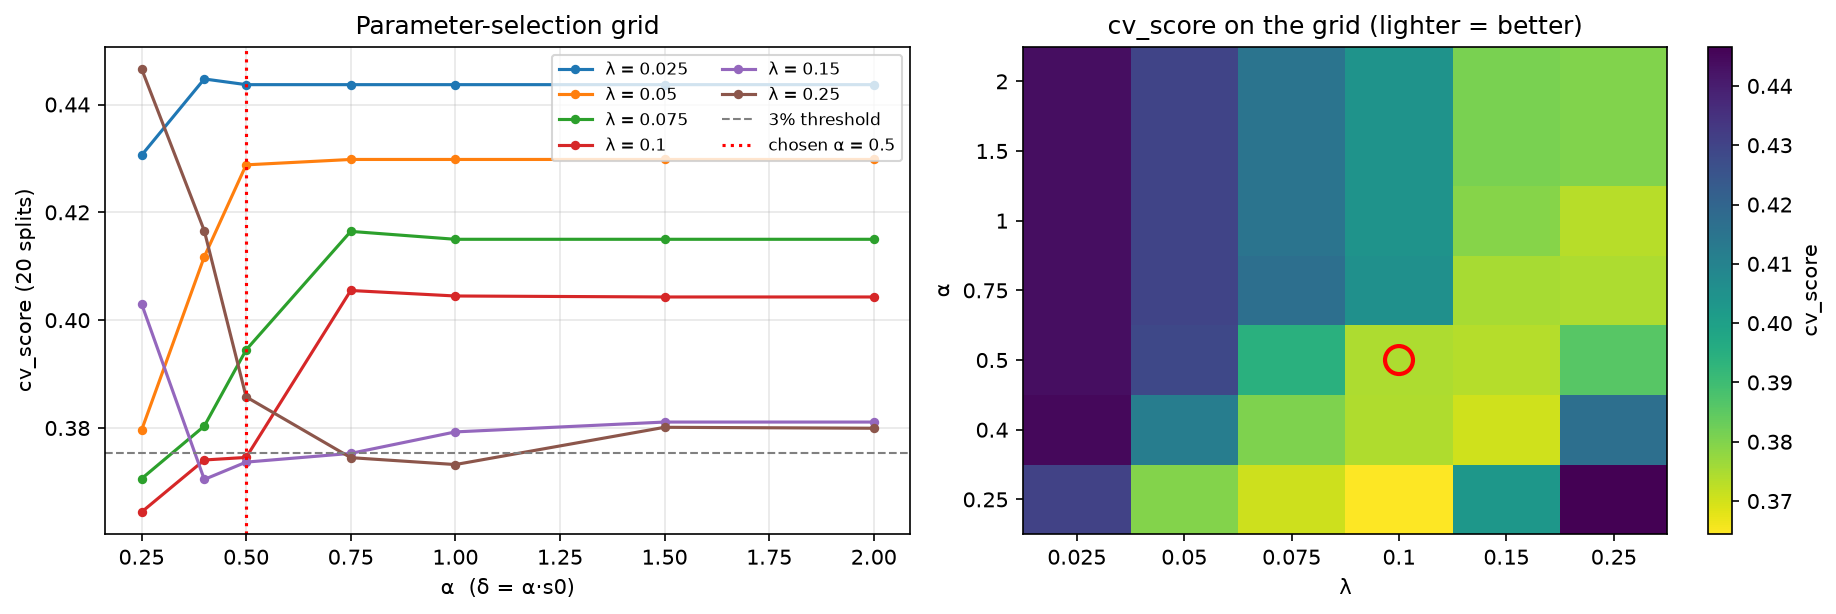 Parameter-selection grid
cv_score (20 splits)
0.44
0.42
0.40
0.38
λ = 0.025
λ = 0.05
λ = 0.075
λ = 0.1
λ = 0.15
λ = 0.25
3% threshold
chosen α = 0.5
0.25 0.50 0.75 1.00 1.25 1.50 1.75 2.00
α (δ = α·s0)
cv_score on the grid (lighter = better)
α
2
1.5
1
0.75
0.5
0.4
0.25
0.025 0.05 0.075 0.1 0.15 0.25
λ
0.44
0.43
0.42
0.41
0.40
0.39
0.38
0.37
cv_score